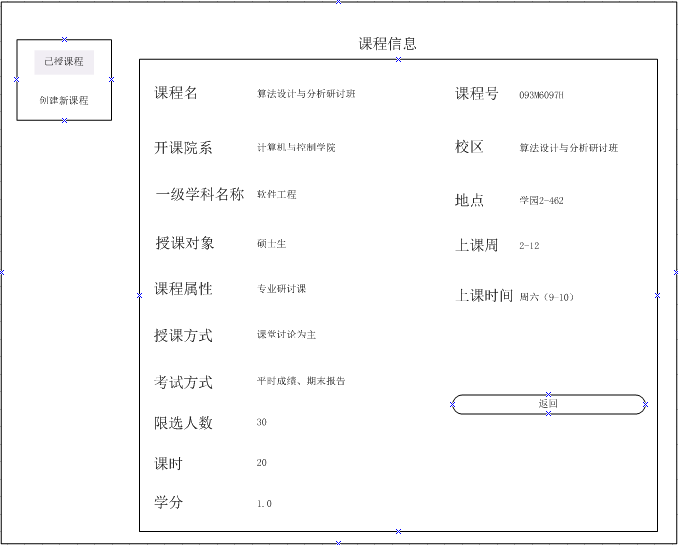 课程信息
已授课程
创建新课程
课程名 算法设计与分析研讨班 课程号 093M6097H
开课院系 计算机与控制学院 校区 算法设计与分析研讨班
一级学科名称 软件工程 地点 学园2-462
授课对象 硕士生 上课周 2-12
课程属性 专业研讨课 上课时间 周六（9-10）
授课方式 课堂讨论为主
考试方式 平时成绩、期末报告
返回
限选人数 30
课时 20
学分 1.0